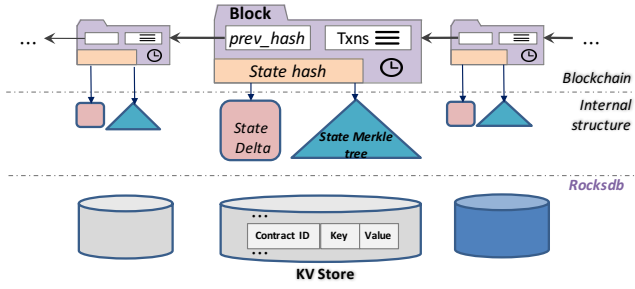 Block
...
prev_hash
Txns
...
State hash
Blockchain
Internal
structure
State
Delta
State Merkle
tree
Rocksdb
...
Contract ID Key Value
...
KV Store